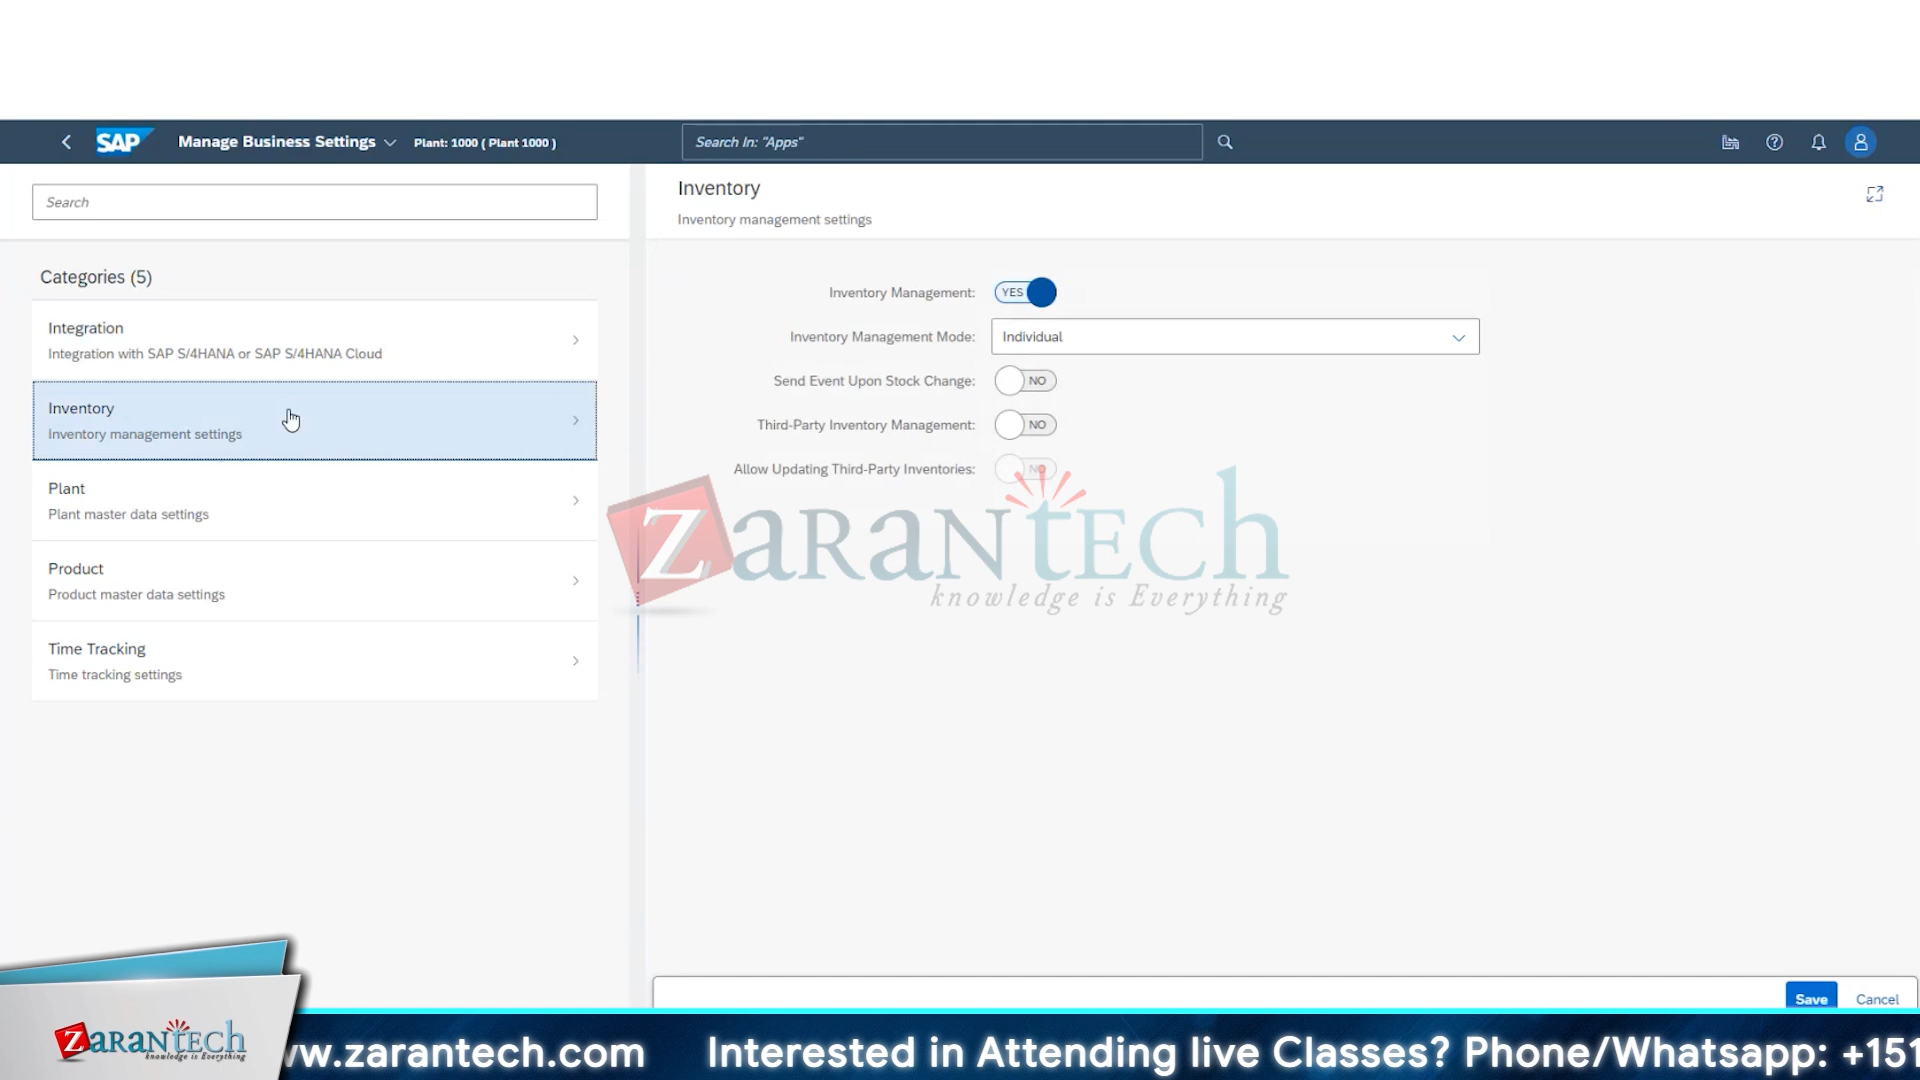 SAP Manage Business Settings Plant: 1000 ( Plant 1000 ) Search In: "Apps"
Search
Categories (5)
Integration
Integration with SAP S/4HANA or SAP S/4HANA Cloud
Inventory
Inventory management settings
Plant
Plant master data settings
Product
Product master data settings
Time Tracking
Time tracking settings
Inventory
Inventory management settings
Inventory Management: YES
Inventory Management Mode: Individual
Send Event Upon Stock Change: NO
Third-Party Inventory Management: NO
Allow Updating Third-Party Inventories: NO
ZARANTECH
knowledge is Everything
Save Cancel
ZARANTECH
knowledge is Everything
w.zarantech.com Interested in Attending live Classes? Phone/Whatsapp: +151